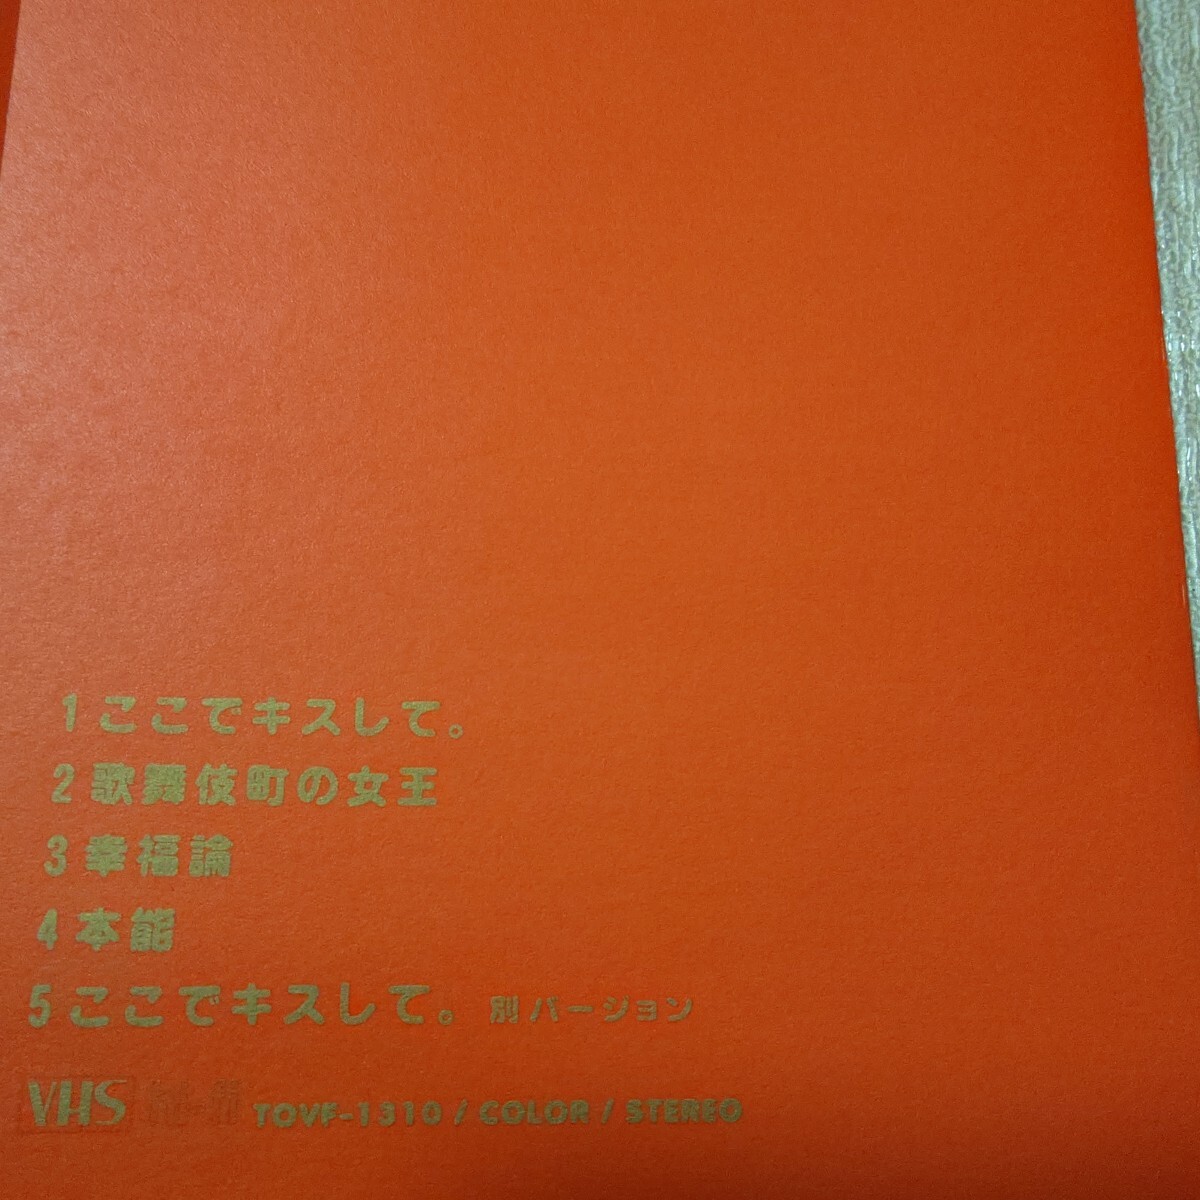 1 ここでキスして。
2 歌舞伎町の女王
3 幸福論
4 本能
5 ここでキスして。 別バージョン
VHS TOVF-1310 / COLOR / STEREO